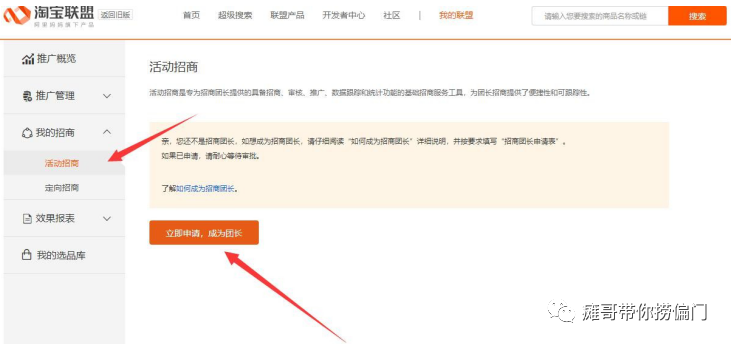 淘宝联盟 返回旧版
阿里妈妈旗下产品
首页 超级搜索 联盟产品 开发者中心 社区 | 我的联盟
请输入您要搜索的商品名称或链 搜索
推广概览
推广管理
我的招商
活动招商
定向招商
效果报表
我的选品库
活动招商
活动招商是专为招商团长提供的具备招商、审核、推广、数据跟踪和统计功能的基础招商服务工具，为团长招商提供了便捷性和可跟踪性。
亲，您还不是招商团长，如想成为招商团长，请仔细阅读“如何成为招商团长”详细说明，并按要求填写“招商团长申请表”。
如果已申请，请耐心等待审批。
了解如何成为招商团长。
立即申请，成为团长
瘫哥带你捞偏门